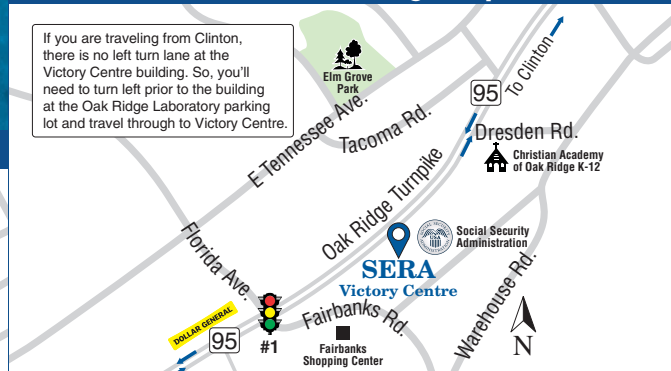 If you are traveling from Clinton,
there is no left turn lane at the
Victory Centre building. So, you'll
need to turn left prior to the building
at the Oak Ridge Laboratory parking
lot and travel through to Victory Centre.
Elm Grove
Park
E Tennessee Ave.
Tacoma Rd.
95
To Clinton
Dresden Rd.
Christian Academy
of Oak Ridge K-12
Oak Ridge Turnpike
Florida Ave.
USA
Social Security
Administration
SERA
Victory Centre
Warehouse Rd.
DOLLAR GENERAL
95
#1
Fairbanks Rd.
Fairbanks
Shopping Center
N